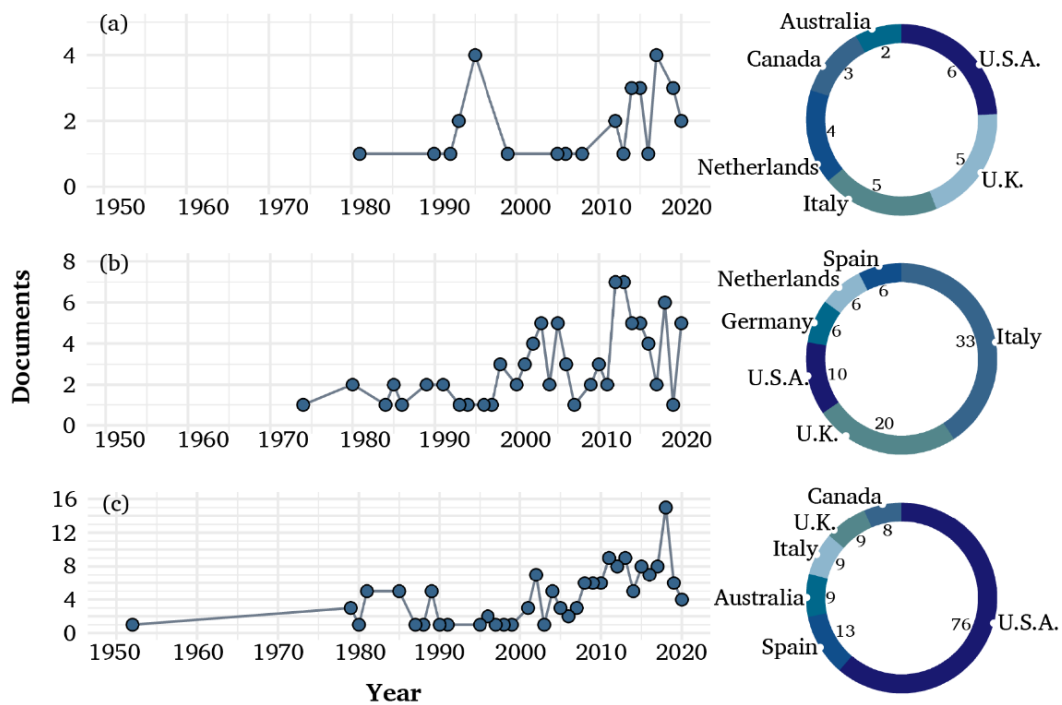 (a)
4
2
0
1950 1960 1970 1980 1990 2000 2010 2020
Australia
2
Canada
3
U.S.A.
6
4
Netherlands
5
Italy
5
U.K.
(b)
8
6
4
2
0
1950 1960 1970 1980 1990 2000 2010 2020
Spain
6
Netherlands
6
Germany
6
33
Italy
U.S.A.
10
20
U.K.
(c)
16
12
8
4
0
1950 1960 1970 1980 1990 2000 2010 2020
Canada
8
U.K.
9
Italy
9
Australia
9
Spain
13
76
U.S.A.
Documents
Year